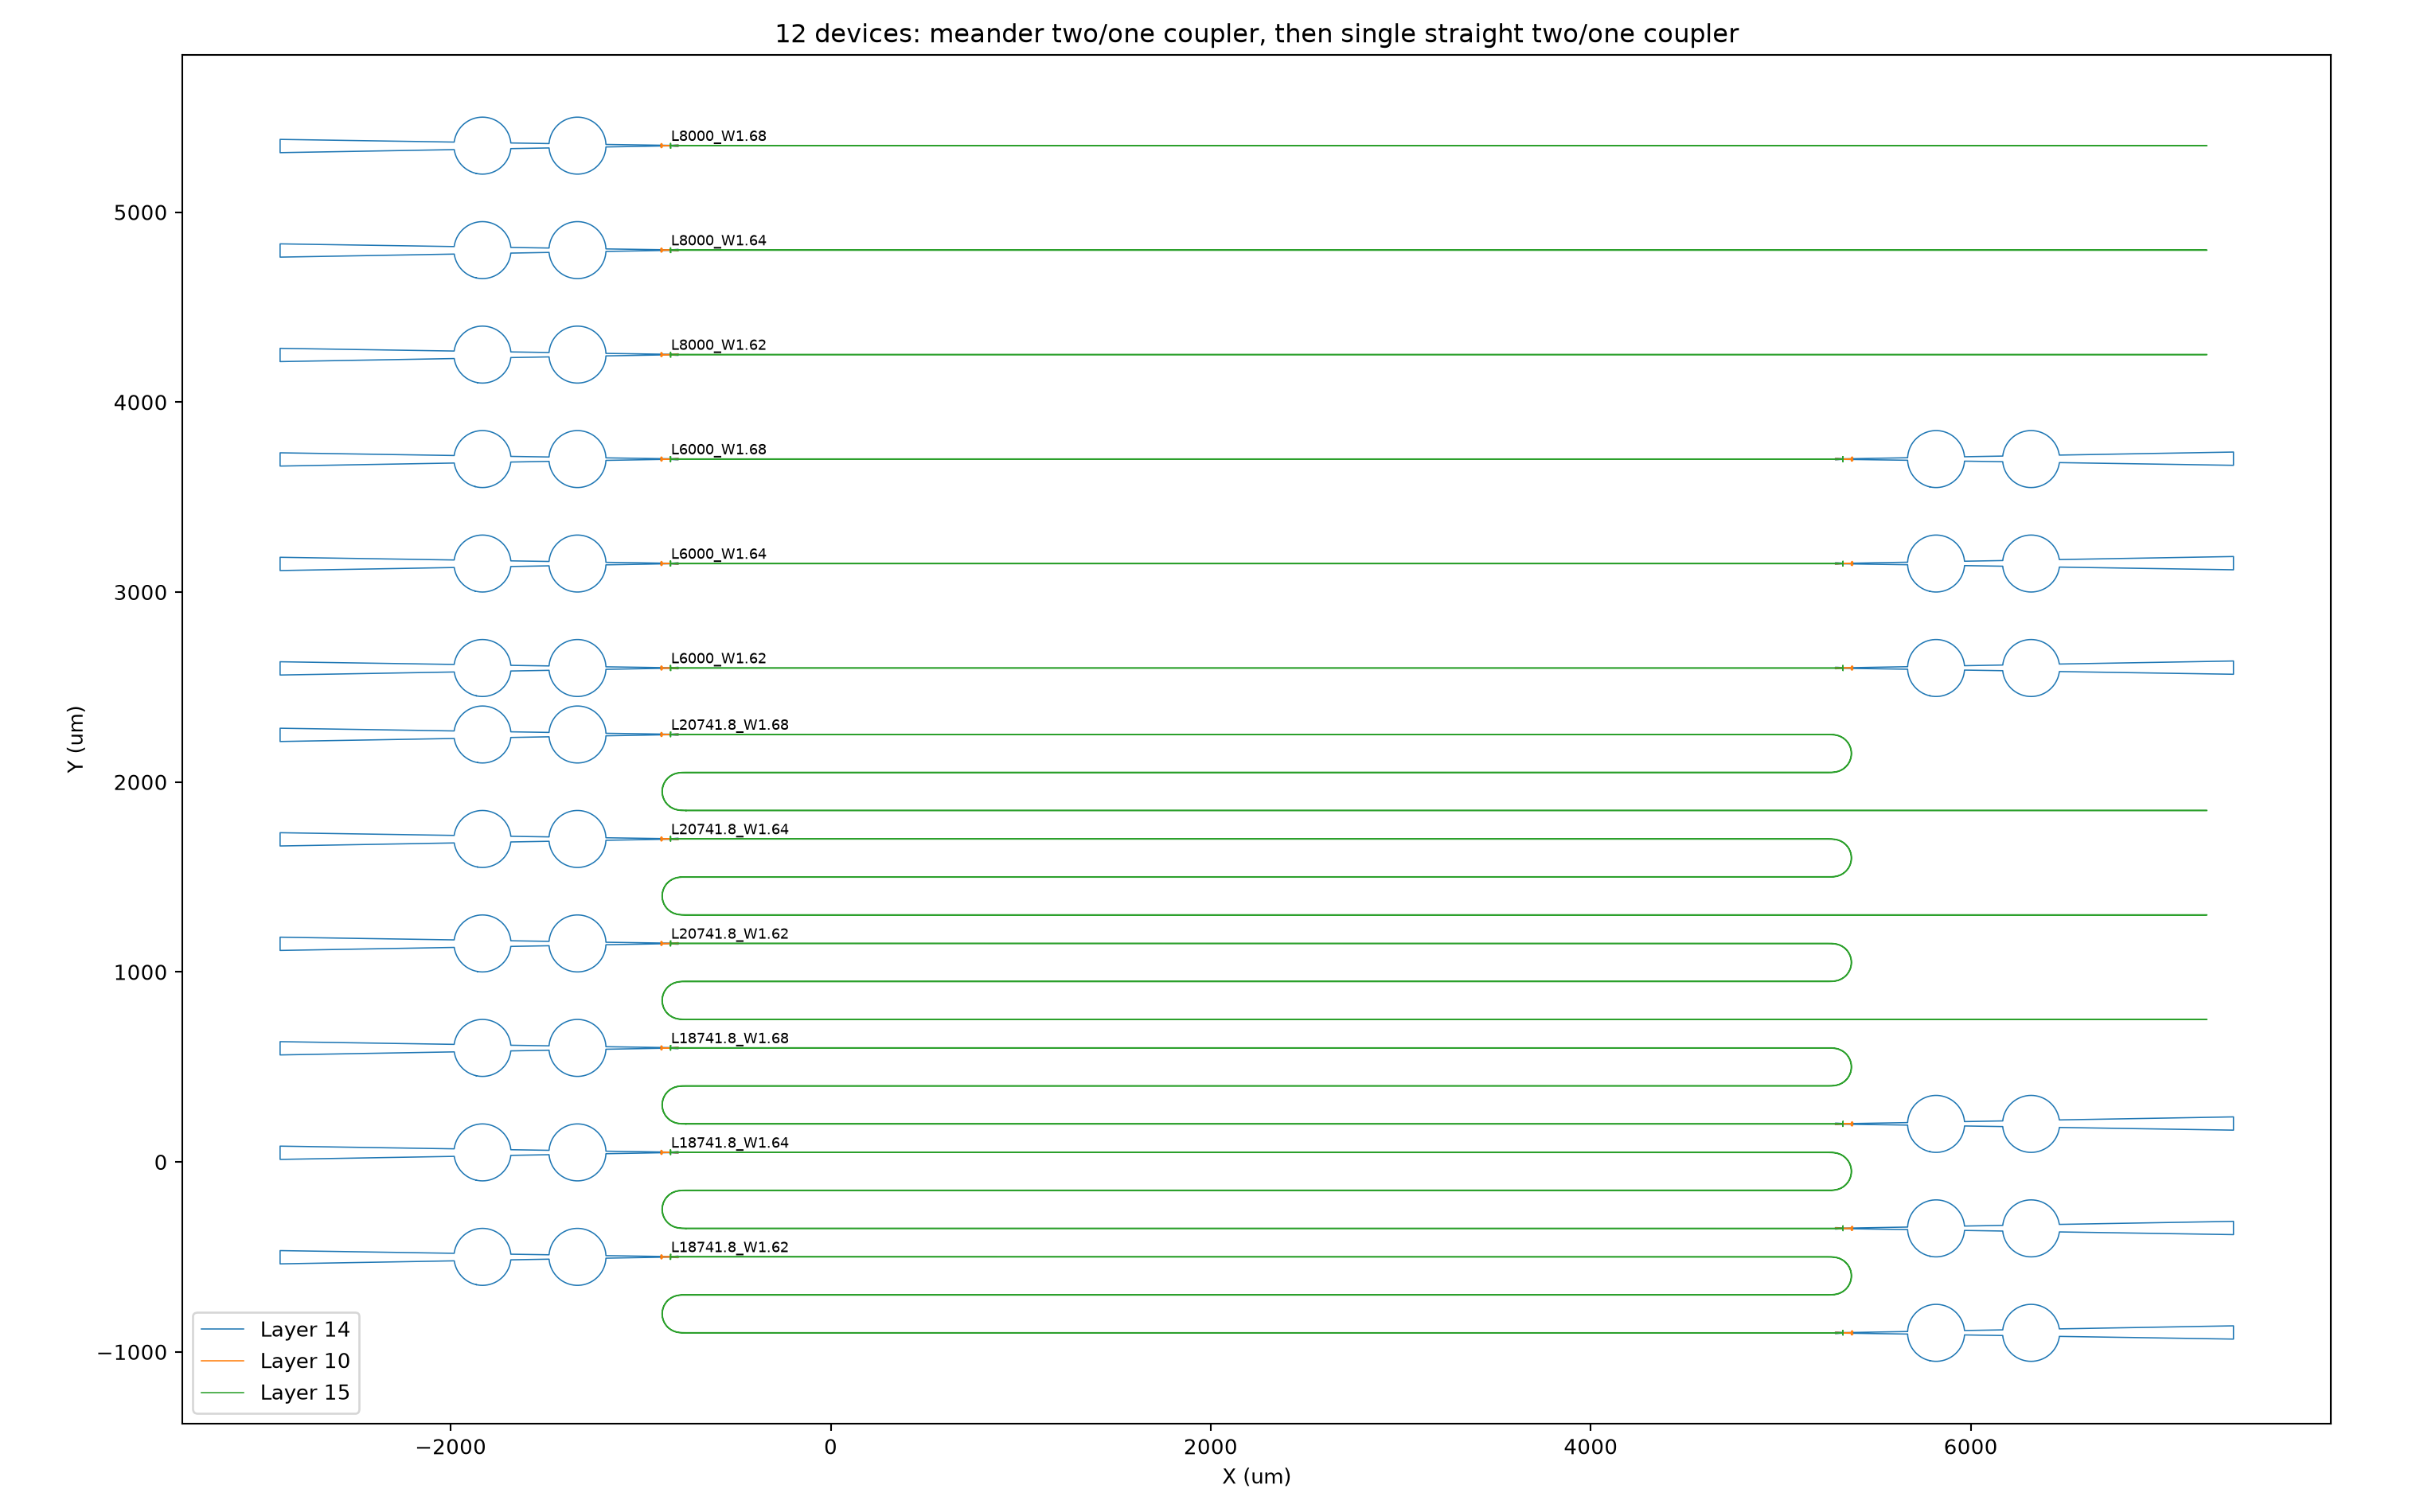 12 devices: meander two/one coupler, then single straight two/one coupler
L8000_W1.68
5000
L8000_W1.64
L8000_W1.62
4000
L6000_W1.68
L6000_W1.64
3000
L6000_W1.62
Y (um)
L20741.8_W1.68
2000
L20741.8_W1.64
L20741.8_W1.62
1000
L18741.8_W1.68
0
L18741.8_W1.64
L18741.8_W1.62
Layer 14
−1000
Layer 10
Layer 15
−2000 0 2000 4000 6000
X (um)